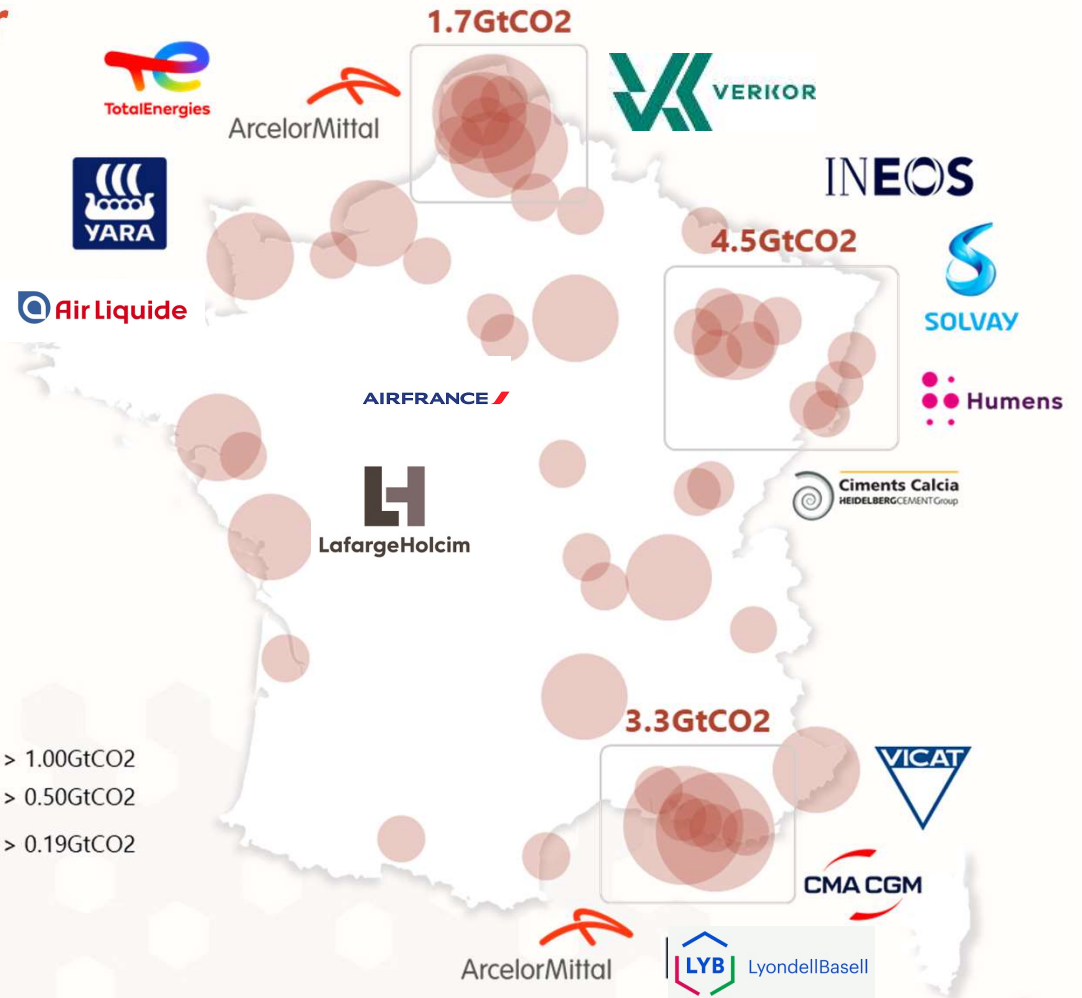 1.7GtCO2
TotalEnergies
ArcelorMittal
VERKOR
INEOS
YARA
4.5GtCO2
SOLVAY
Air Liquide
AIRFRANCE
Humens
Ciments Calcia
HEIDELBERGCEMENT Group
LH
LafargeHolcim
3.3GtCO2
> 1.00GtCO2
> 0.50GtCO2
> 0.19GtCO2
VICAT
CMA CGM
ArcelorMittal
LYB LyondellBasell